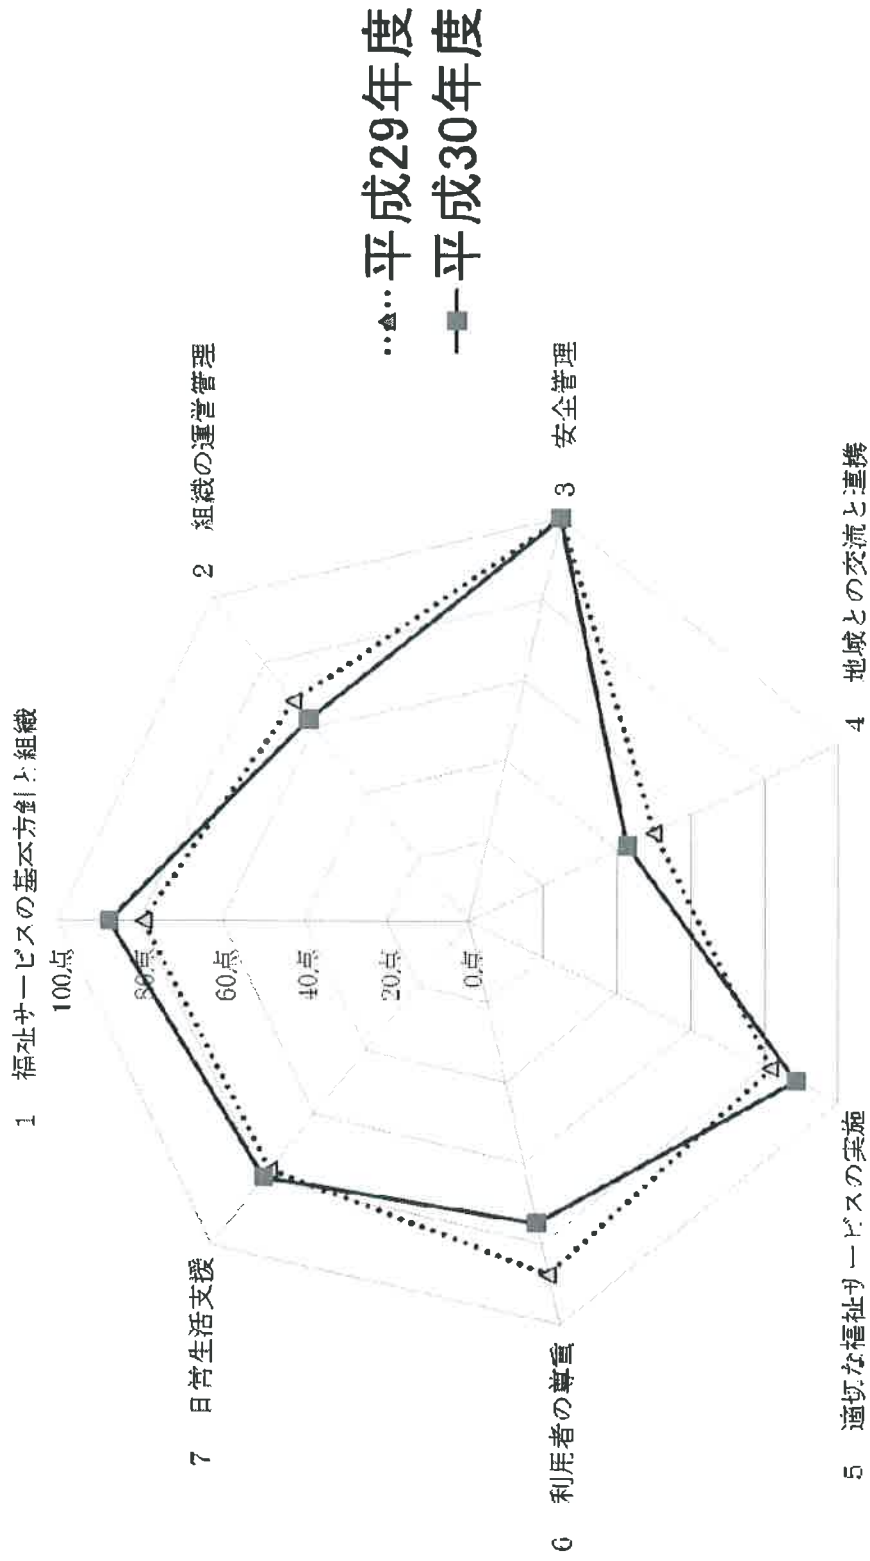 1 福祉サービスの基本方針と組織
100点
80点
60点
40点
20点
0点
2 組織の運営管理
3 安全管理
4 地域との交流と連携
5 適切な福祉サービスの実施
6 利用者の尊重
7 日常生活支援
平成29年度
平成30年度